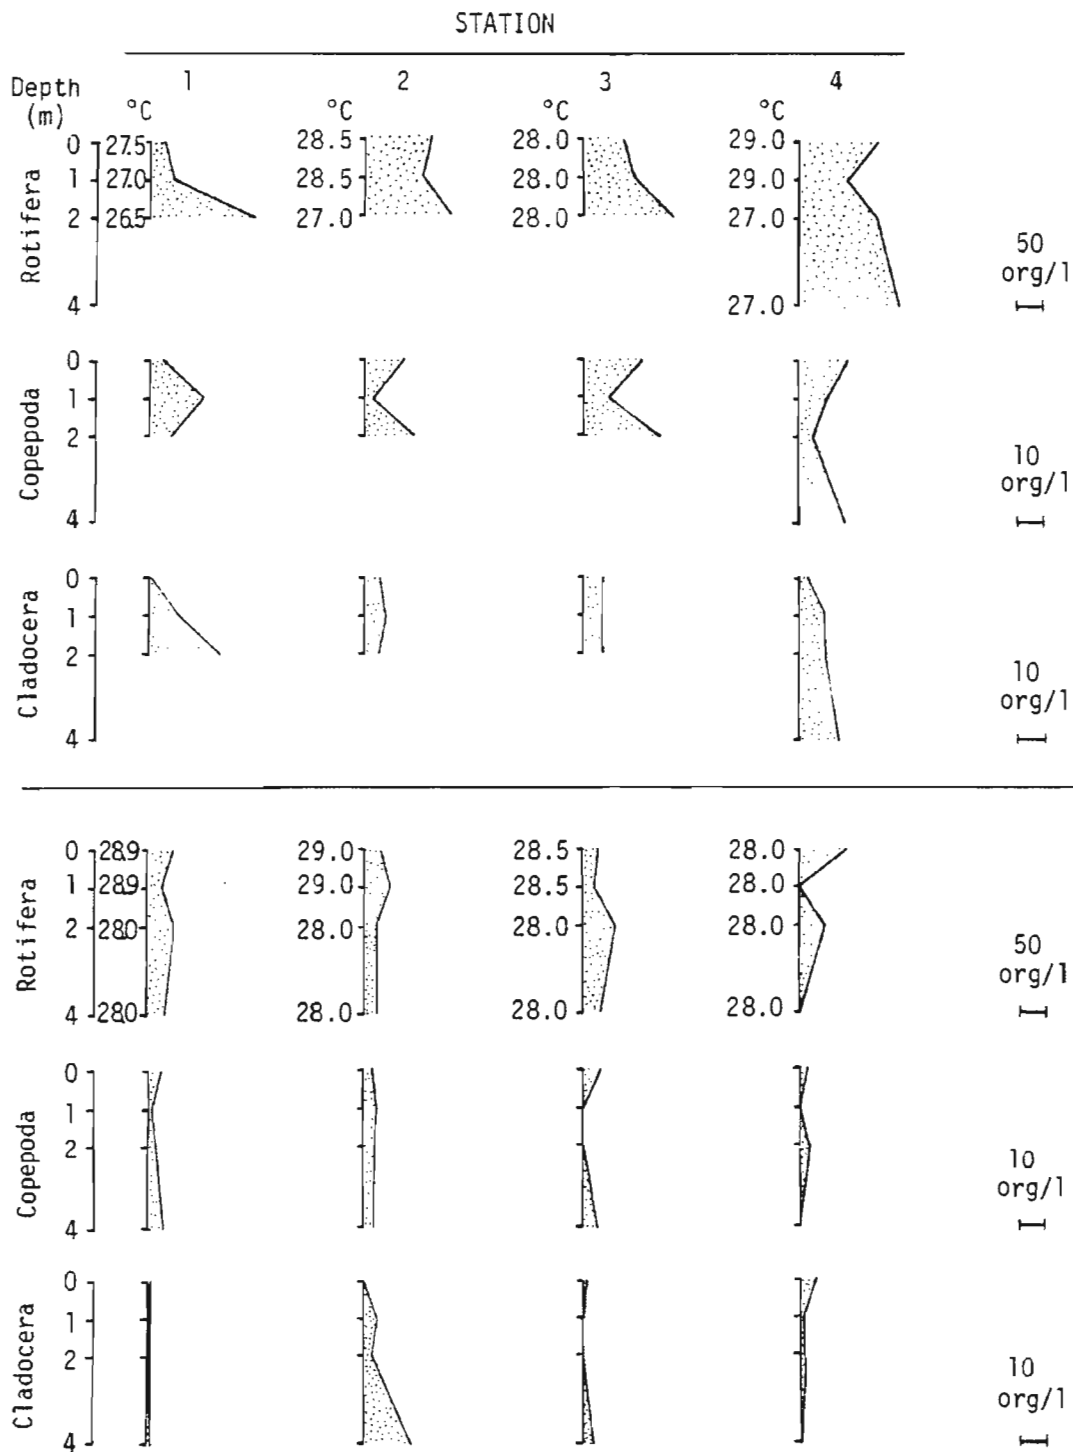 STATION
Depth (m) 1 2 3 4
°C °C °C °C
Rotifera
0 27.5 28.5 28.0 29.0
1 27.0 28.5 28.0 29.0
2 26.5 27.0 28.0 27.0
50 org/l
4 27.0
Copepoda
0
1
2
10 org/l
4
Cladocera
0
1
2
10 org/l
4
Rotifera
0 28.9 29.0 28.5 28.0
1 28.9 29.0 28.5 28.0
2 28.0 28.0 28.0 28.0
50 org/l
4 28.0 28.0 28.0 28.0
Copepoda
0
1
2
10 org/l
4
Cladocera
0
1
2
10 org/l
4